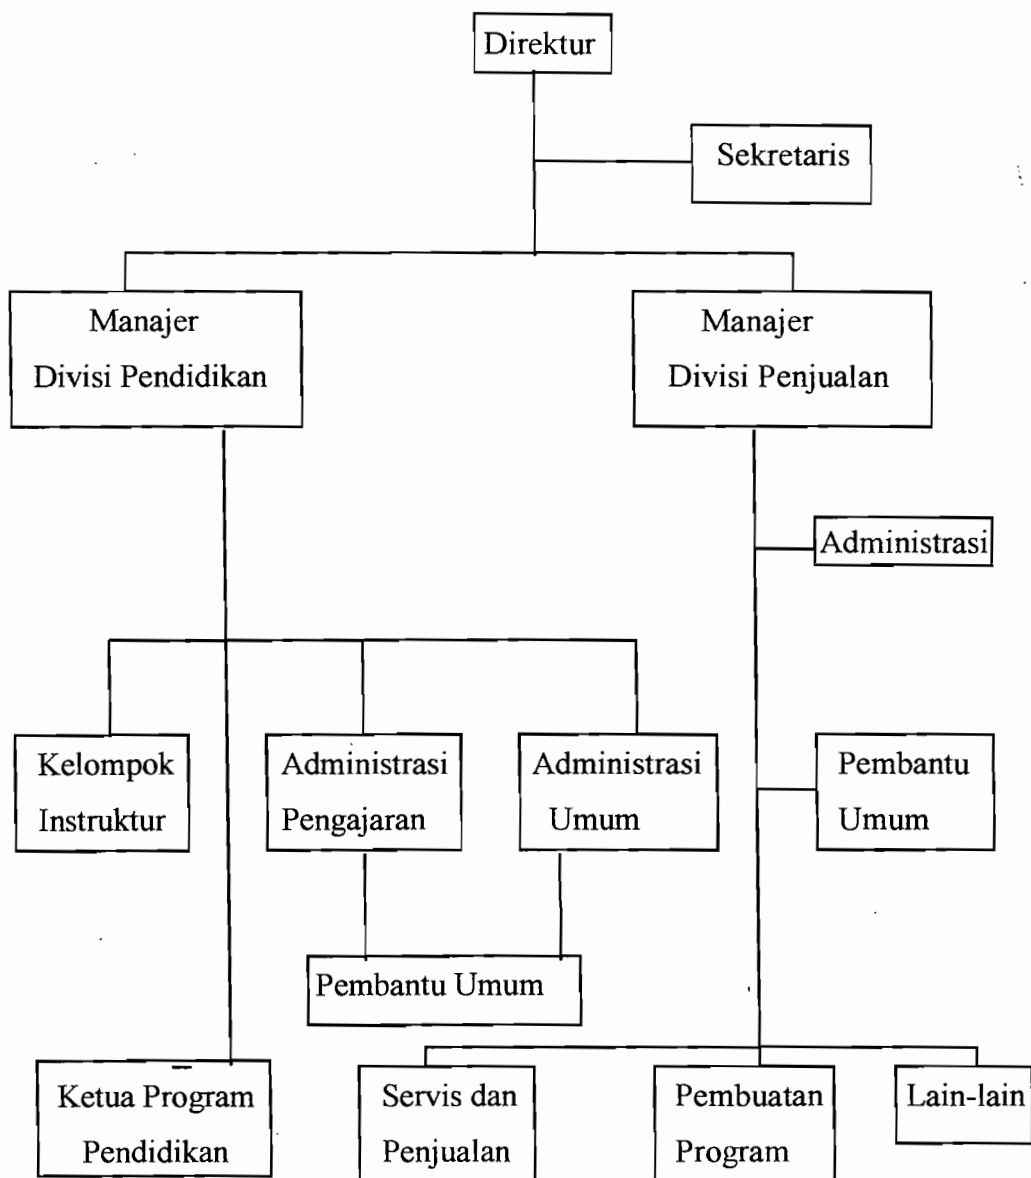 Direktur
Sekretaris
Manajer
Divisi Pendidikan
Manajer
Divisi Penjualan
Administrasi
Kelompok
Instruktur
Administrasi
Pengajaran
Administrasi
Umum
Pembantu
Umum
Pembantu Umum
Ketua Program
Pendidikan
Servis dan
Penjualan
Pembuatan
Program
Lain-lain